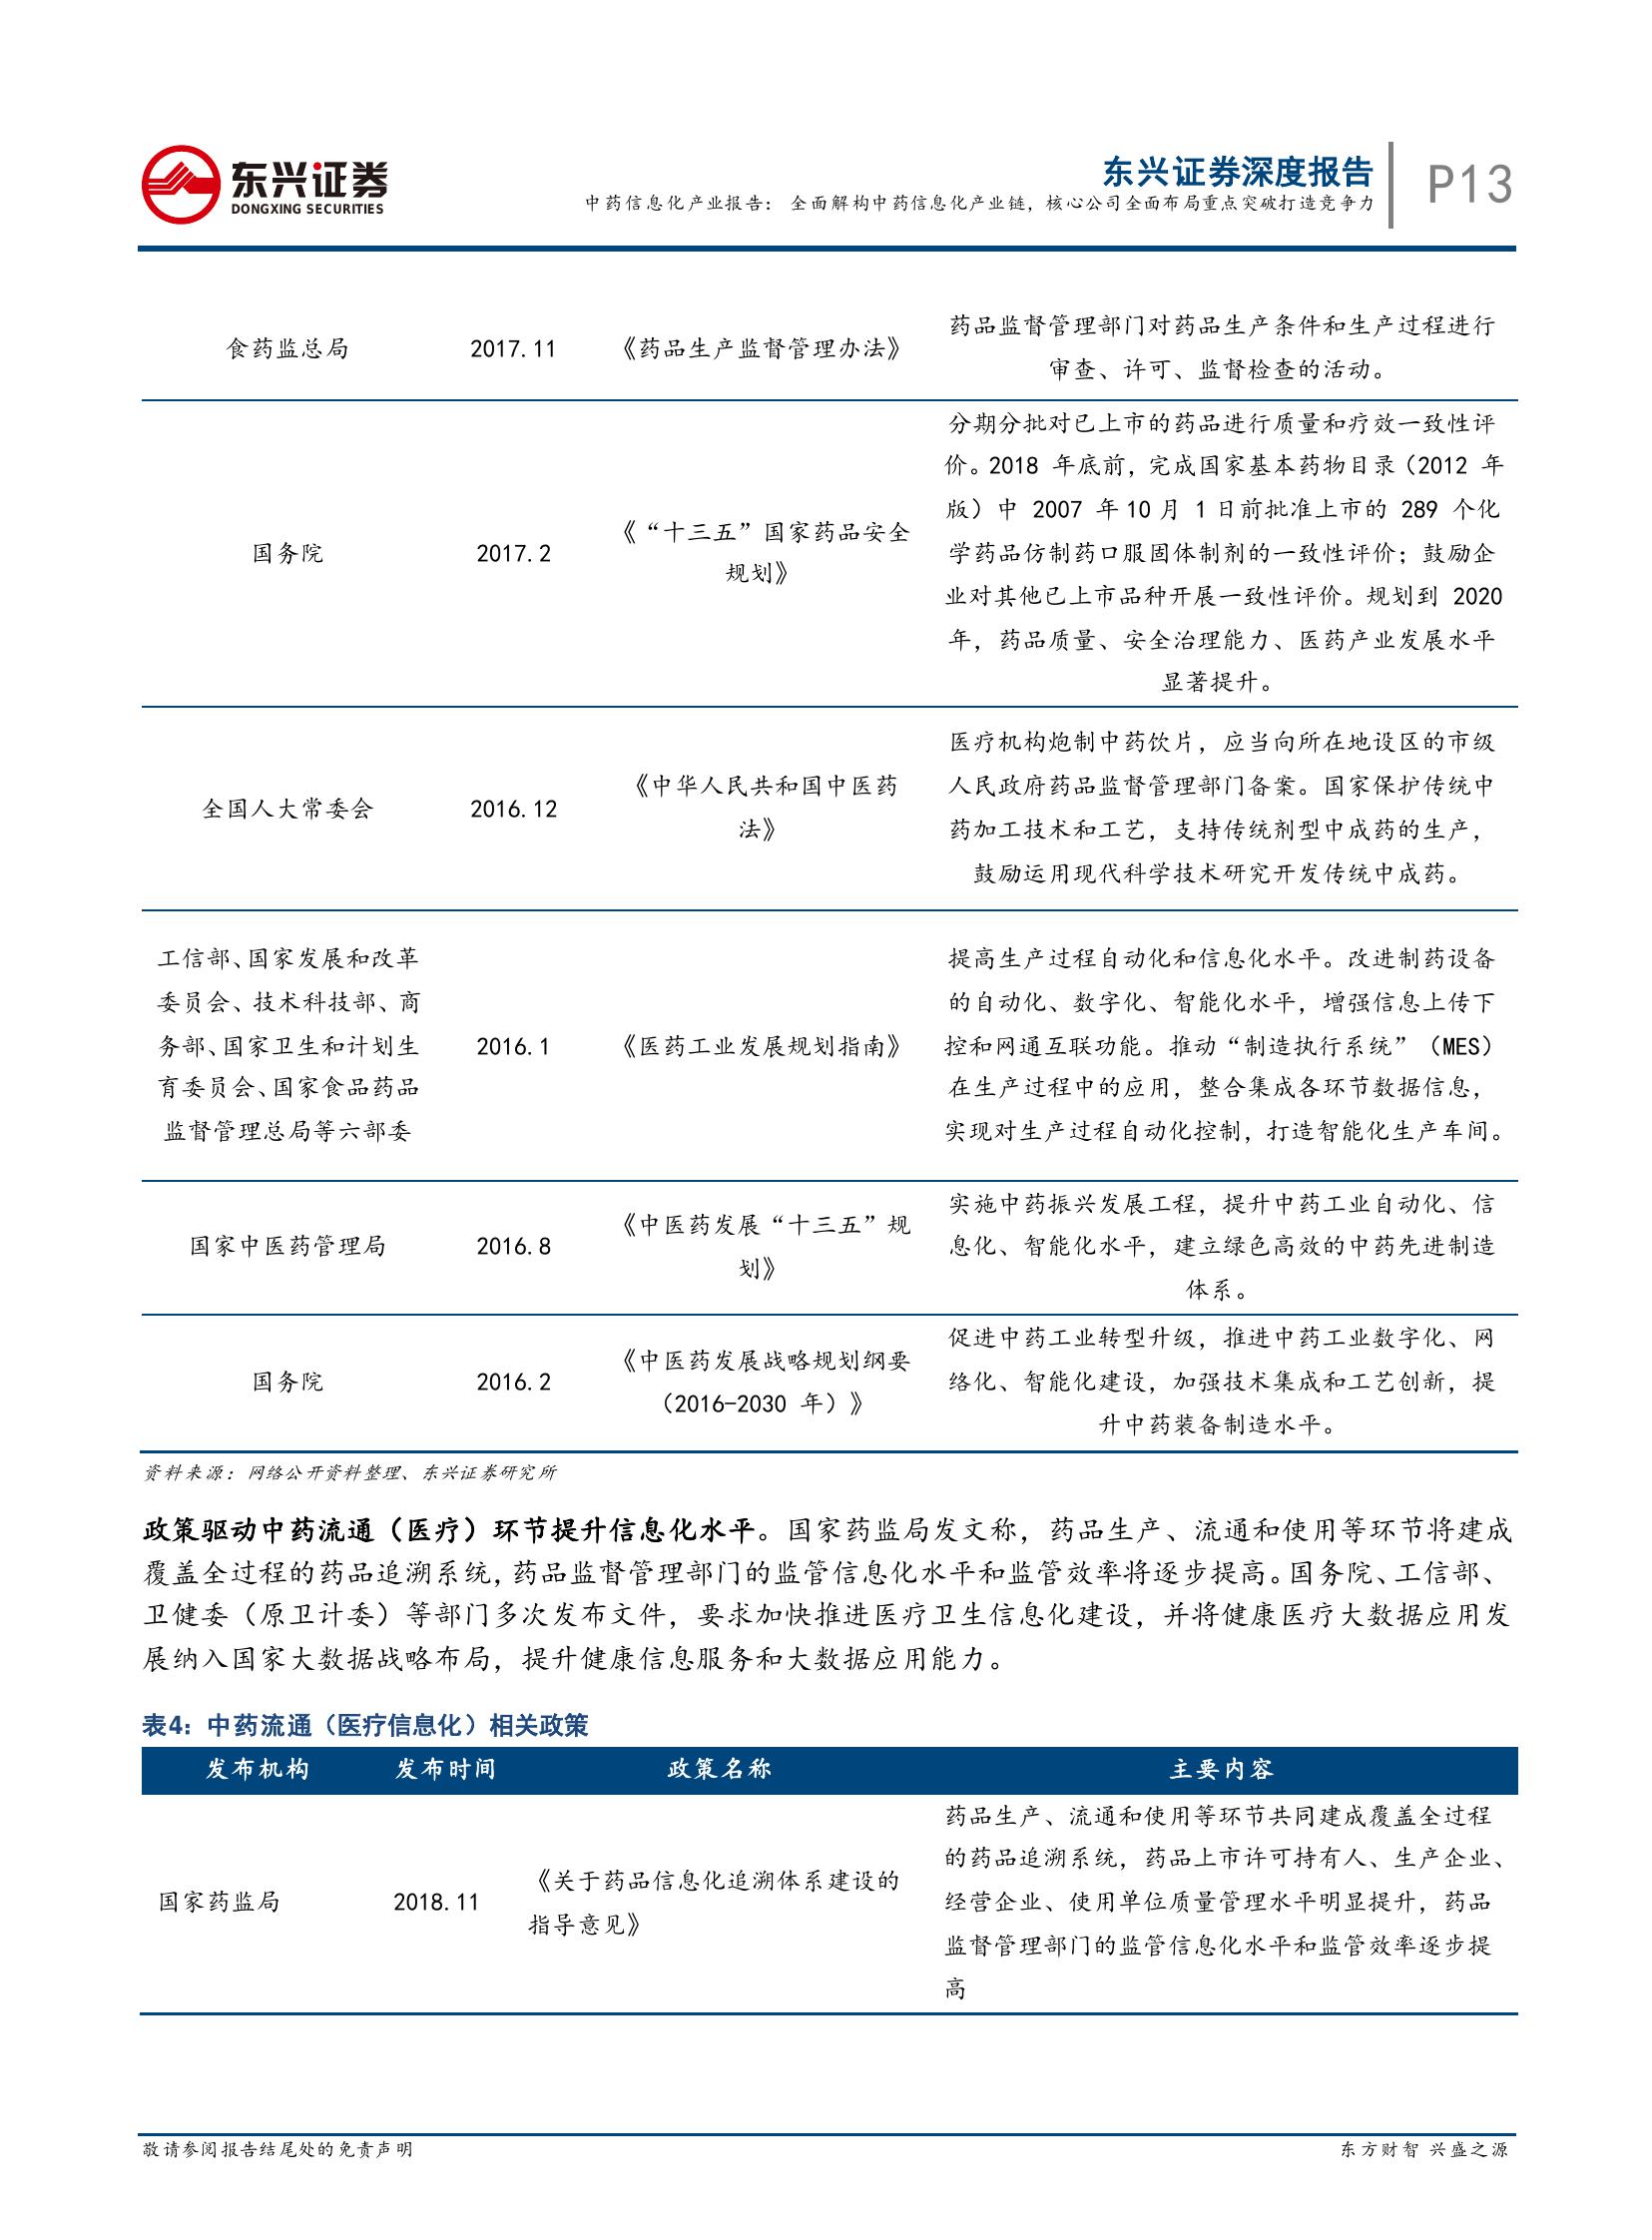 东兴证券
DONGXING SECURITIES
东兴证券深度报告
中药信息化产业报告： 全面解构中药信息化产业链，核心公司全面布局重点突破打造竞争力
P13
食药监总局
2017.11
《药品生产监督管理办法》
药品监督管理部门对药品生产条件和生产过程进行
审查、许可、监督检查的活动。
国务院
2017.2
《“十三五”国家药品安全
规划》
分期分批对已上市的药品进行质量和疗效一致性评
价。2018 年底前，完成国家基本药物目录（2012 年
版）中 2007 年 10 月 1 日前批准上市的 289 个化
学药品仿制药口服固体制剂的一致性评价；鼓励企
业对其他已上市品种开展一致性评价。规划到 2020
年，药品质量、安全治理能力、医药产业发展水平
显著提升。
全国人大常委会
2016.12
《中华人民共和国中医药
法》
医疗机构炮制中药饮片，应当向所在地设区的市级
人民政府药品监督管理部门备案。国家保护传统中
药加工技术和工艺，支持传统剂型中成药的生产，
鼓励运用现代科学技术研究开发传统中成药。
工信部、国家发展和改革
委员会、技术科技部、商
务部、国家卫生和计划生
育委员会、国家食品药品
监督管理总局等六部委
2016.1
《医药工业发展规划指南》
提高生产过程自动化和信息化水平。改进制药设备
的自动化、数字化、智能化水平，增强信息上传下
控和网通互联功能。推动“制造执行系统”（MES）
在生产过程中的应用，整合集成各环节数据信息，
实现对生产过程自动化控制，打造智能化生产车间。
国家中医药管理局
2016.8
《中医药发展“十三五”规
划》
实施中药振兴发展工程，提升中药工业自动化、信
息化、智能化水平，建立绿色高效的中药先进制造
体系。
国务院
2016.2
《中医药发展战略规划纲要
（2016-2030 年）》
促进中药工业转型升级，推进中药工业数字化、网
络化、智能化建设，加强技术集成和工艺创新，提
升中药装备制造水平。
资料来源：网络公开资料整理、东兴证券研究所
政策驱动中药流通（医疗）环节提升信息化水平。国家药监局发文称，药品生产、流通和使用等环节将建成
覆盖全过程的药品追溯系统，药品监督管理部门的监管信息化水平和监管效率将逐步提高。国务院、工信部、
卫健委（原卫计委）等部门多次发布文件，要求加快推进医疗卫生信息化建设，并将健康医疗大数据应用发
展纳入国家大数据战略布局，提升健康信息服务和大数据应用能力。
表4：中药流通（医疗信息化）相关政策
发布机构 发布时间 政策名称 主要内容
国家药监局
2018.11
《关于药品信息化追溯体系建设的
指导意见》
药品生产、流通和使用等环节共同建成覆盖全过程
的药品追溯系统，药品上市许可持有人、生产企业、
经营企业、使用单位质量管理水平明显提升，药品
监督管理部门的监管信息化水平和监管效率逐步提
高
敬请参阅报告结尾处的免责声明
东方财智 兴盛之源